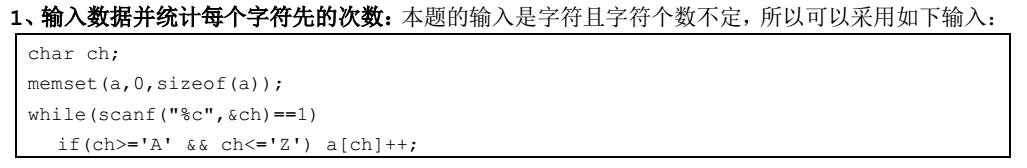 1、输入数据并统计每个字符先的次数：本题的输入是字符且字符个数不定，所以可以采用如下输入：
char ch;
memset(a,0,sizeof(a));
while(scanf("%c",&ch)==1)
if(ch>='A' && ch<='Z') a[ch]++;